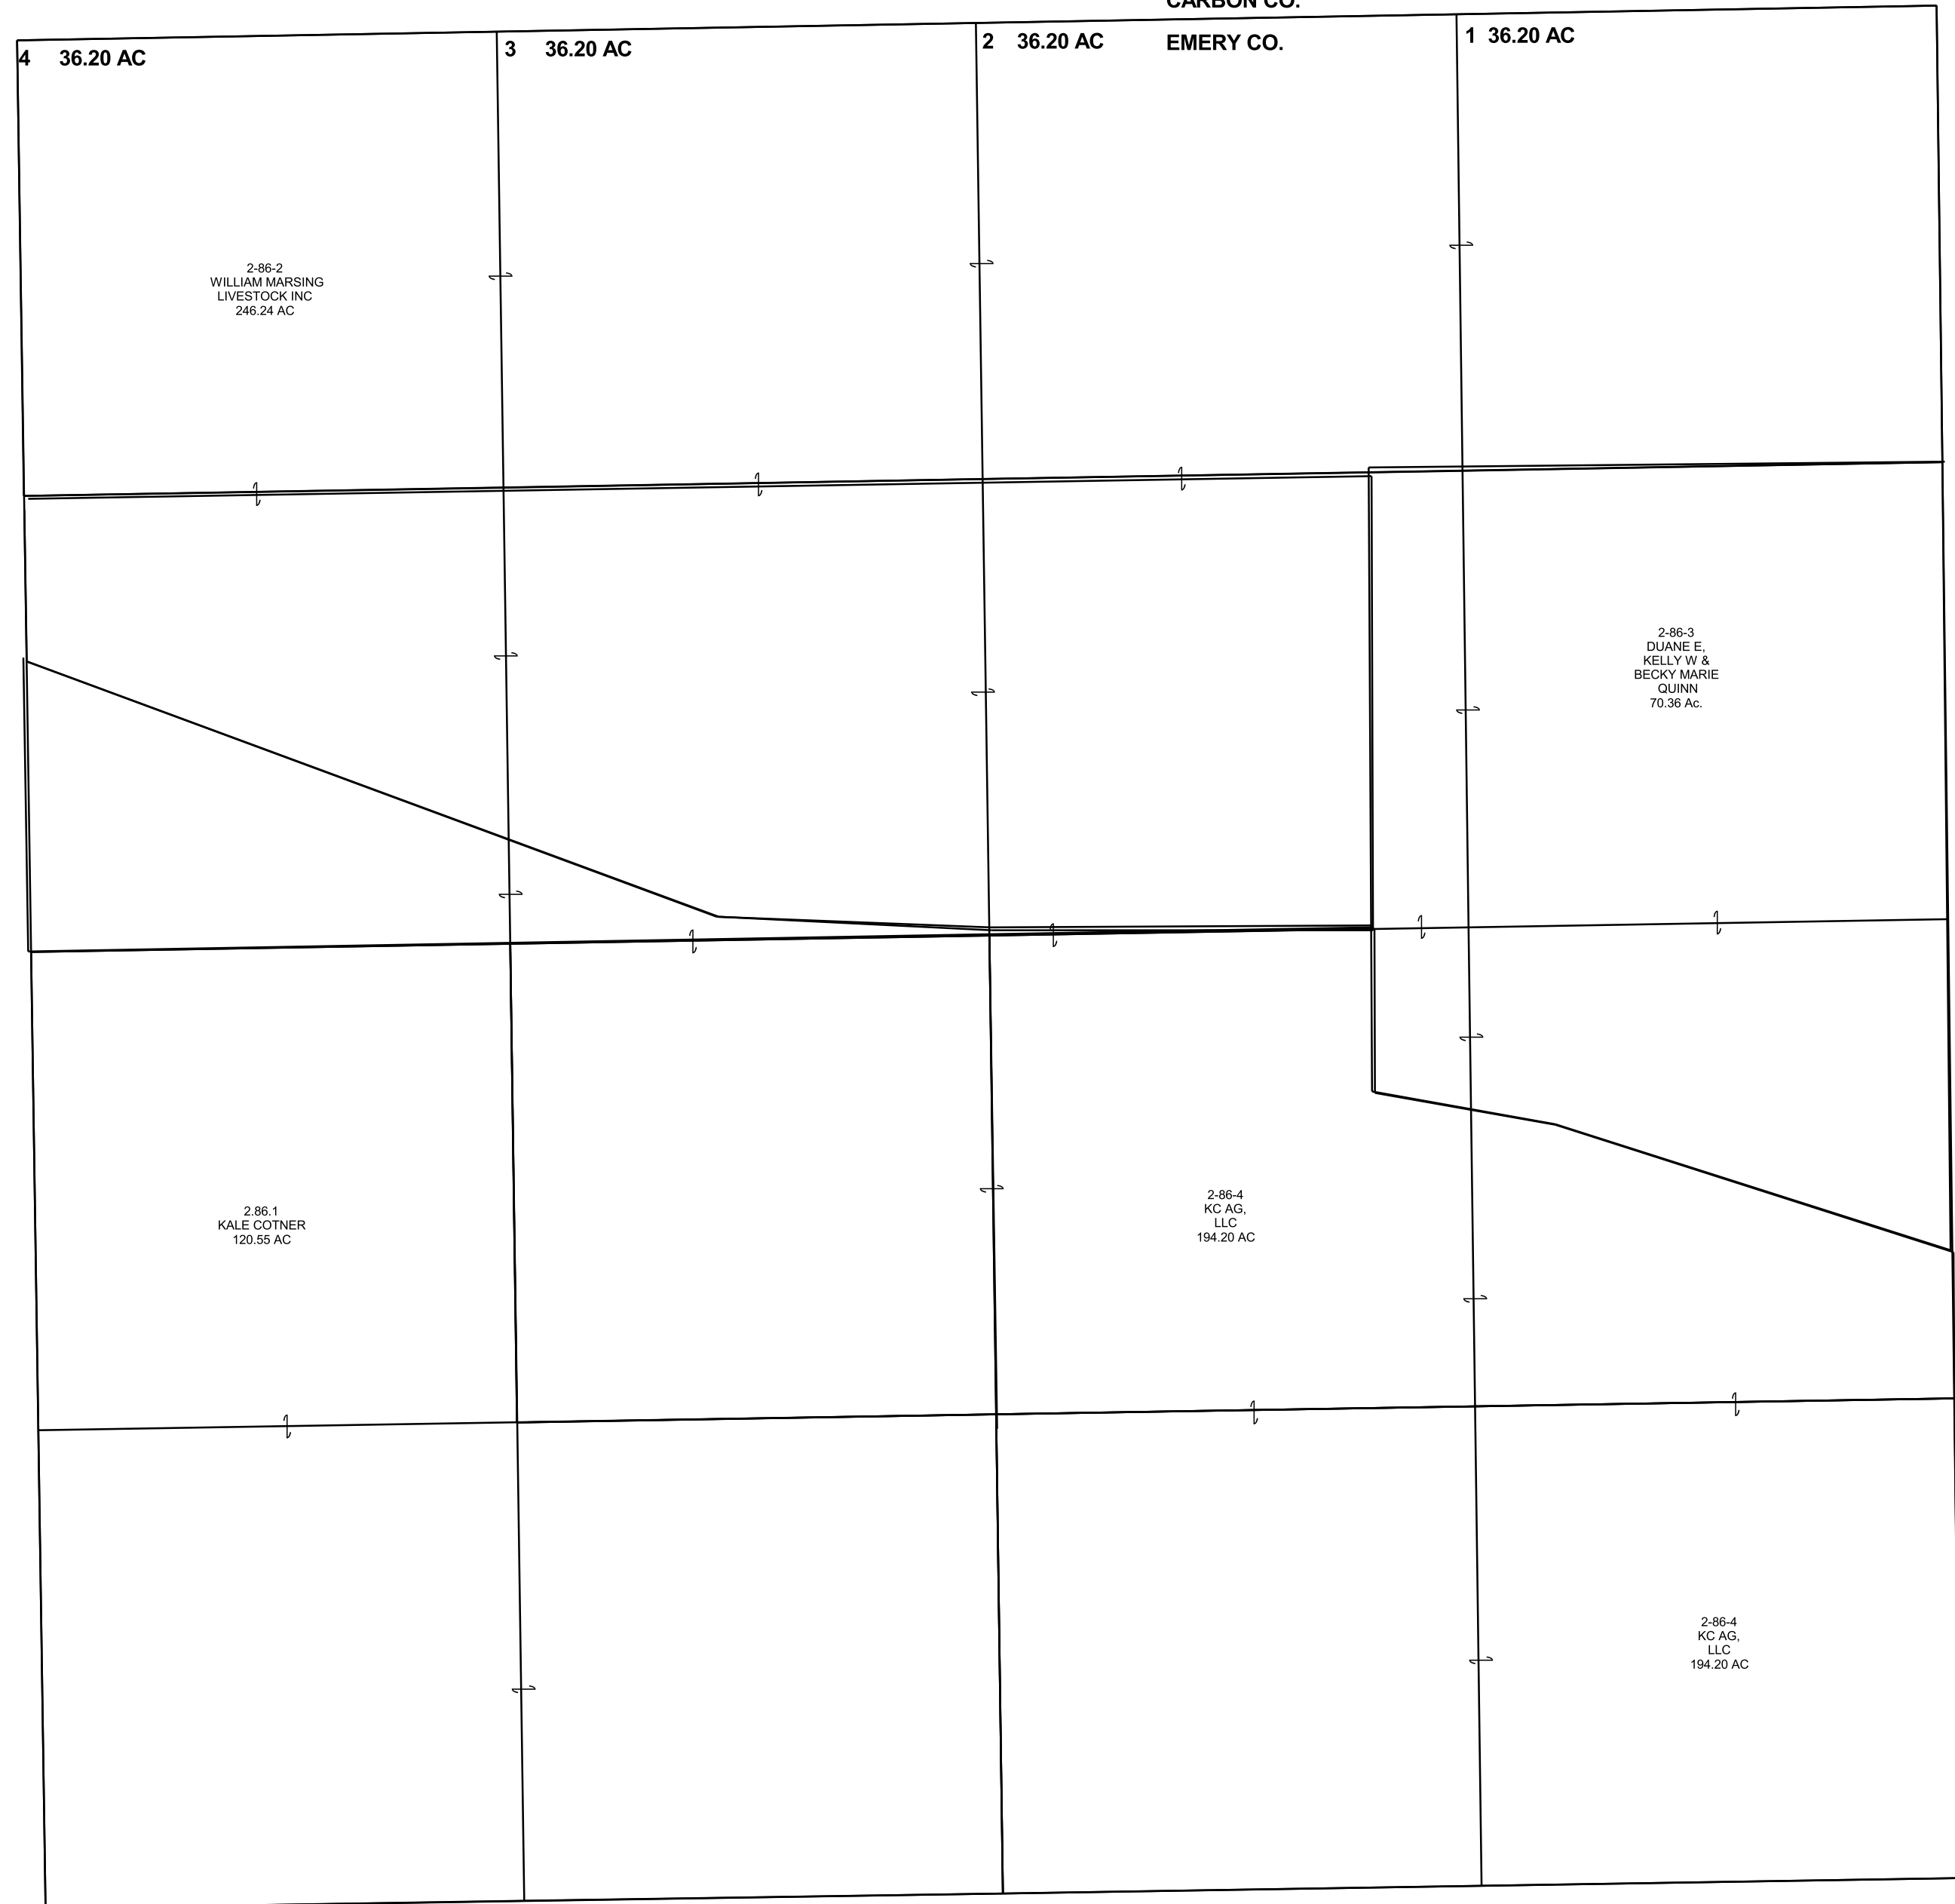 CARBON CO.
4 36.20 AC
3 36.20 AC
2 36.20 AC
EMERY CO.
1 36.20 AC
2-86-2
WILLIAM MARSING
LIVESTOCK INC
246.24 AC
2-86-3
DUANE E,
KELLY W &
BECKY MARIE
QUINN
70.36 Ac.
2.86.1
KALE COTNER
120.55 AC
2-86-4
KC AG,
LLC
194.20 AC
2-86-4
KC AG,
LLC
194.20 AC